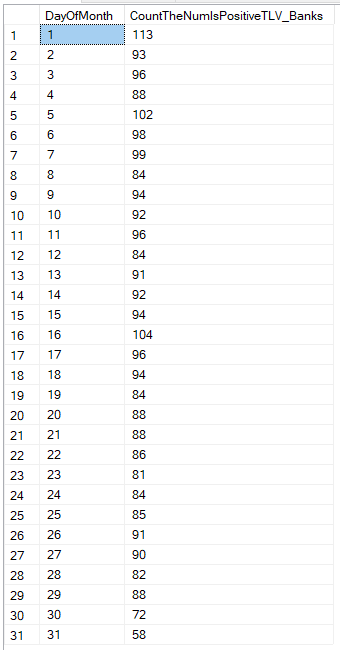 DayOfMonth CountTheNumIsPositiveTLV_Banks
1 1 113
2 2 93
3 3 96
4 4 88
5 5 102
6 6 98
7 7 99
8 8 84
9 9 94
10 10 92
11 11 96
12 12 84
13 13 91
14 14 92
15 15 94
16 16 104
17 17 96
18 18 94
19 19 84
20 20 88
21 21 88
22 22 86
23 23 81
24 24 84
25 25 85
26 26 91
27 27 90
28 28 82
29 29 88
30 30 72
31 31 58